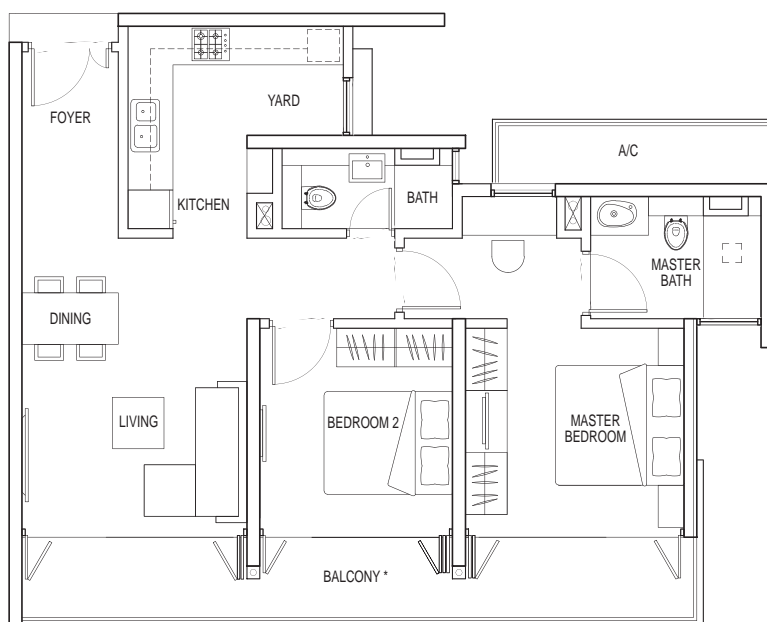 FOYER
YARD
A/C
KITCHEN
BATH
MASTER
BATH
DINING
LIVING
BEDROOM 2
MASTER
BEDROOM
BALCONY *